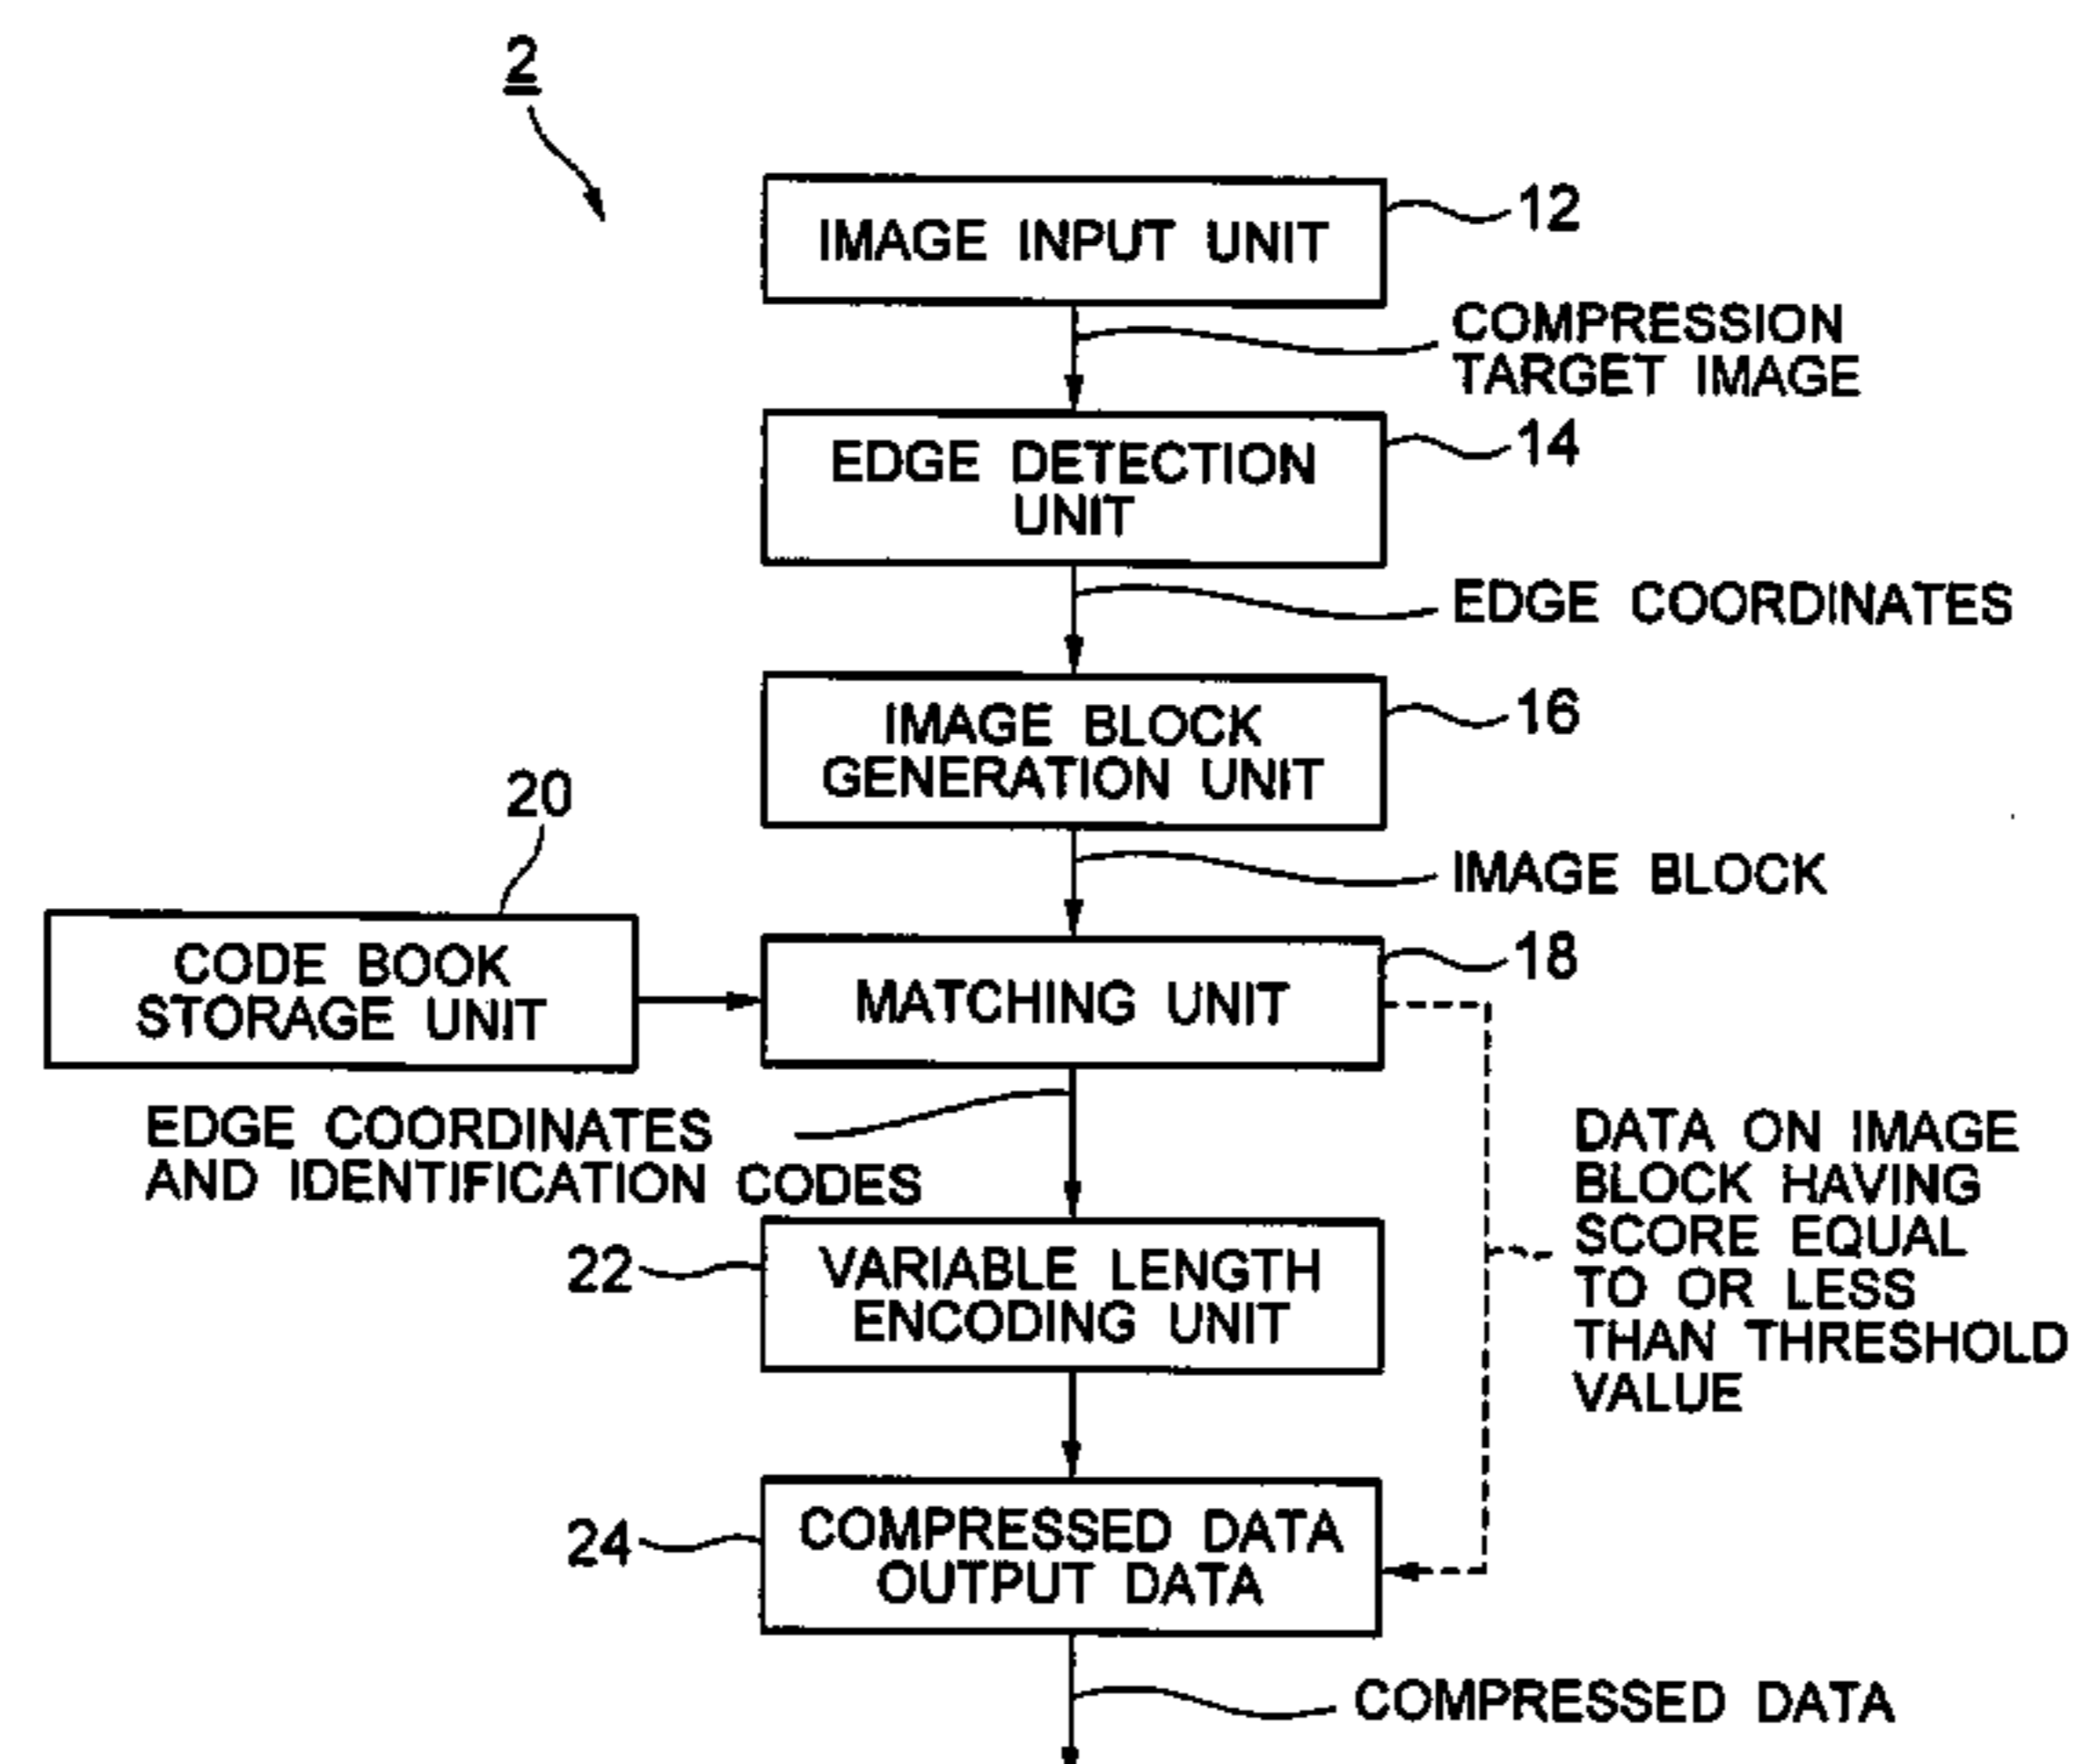 2
IMAGE INPUT UNIT
12
COMPRESSION
TARGET IMAGE
EDGE DETECTION
UNIT
14
EDGE COORDINATES
IMAGE BLOCK
GENERATION UNIT
16
IMAGE BLOCK
20
CODE BOOK
STORAGE UNIT
MATCHING UNIT
18
EDGE COORDINATES
AND IDENTIFICATION CODES
DATA ON IMAGE
BLOCK HAVING
SCORE EQUAL
TO OR LESS
THAN THRESHOLD
VALUE
22
VARIABLE LENGTH
ENCODING UNIT
24
COMPRESSED DATA
OUTPUT DATA
COMPRESSED DATA